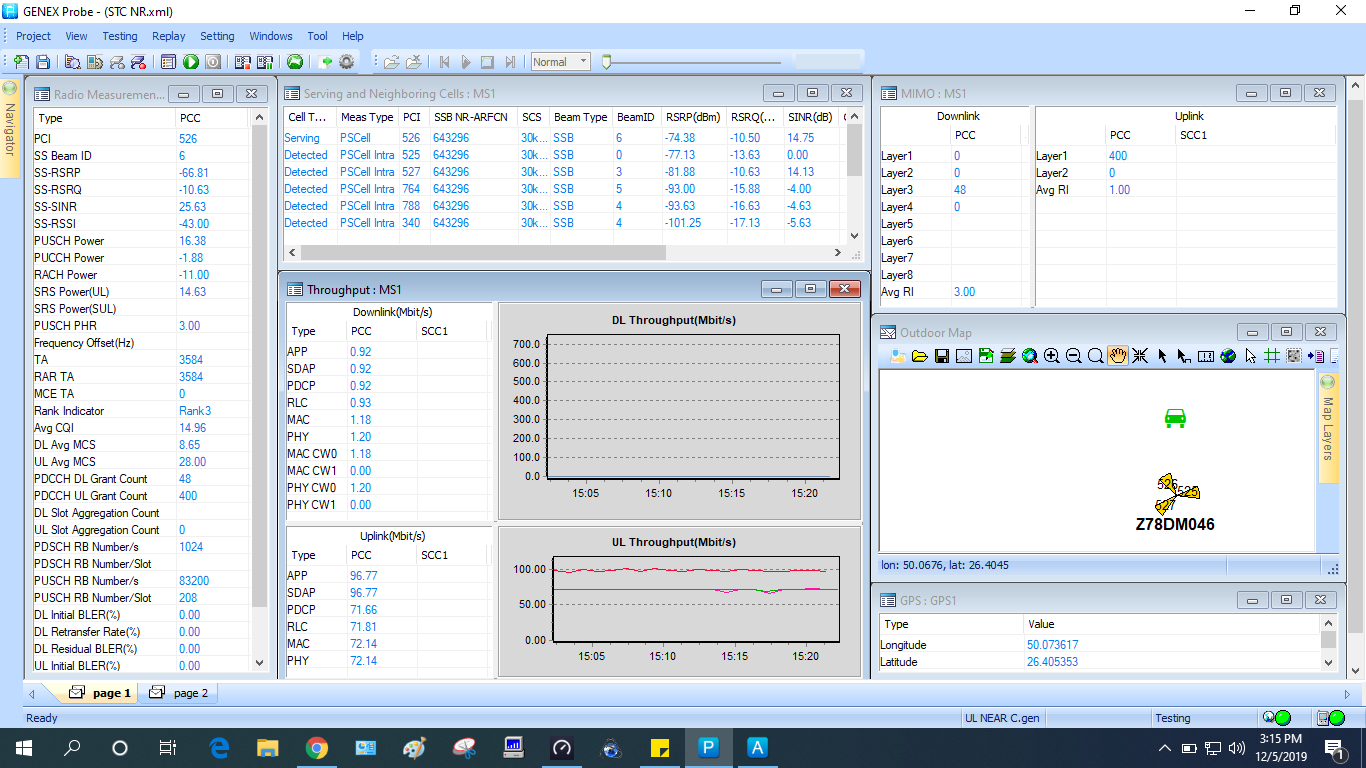 GENEX Probe - (STC NR.xml)
Project View Testing Replay Setting Windows Tool Help
Normal
Navigator
Radio Measuremen...
Type PCC
PCI 526
SS Beam ID 6
SS-RSRP -66.81
SS-RSRQ -10.63
SS-SINR 25.63
SS-RSSI -43.00
PUSCH Power 16.38
PUCCH Power -1.88
RACH Power -11.00
SRS Power(UL) 14.63
SRS Power(SUL)
PUSCH PHR 3.00
Frequency Offset(Hz)
TA 3584
RAR TA 3584
MCE TA 0
Rank Indicator Rank3
Avg CQI 14.96
DL Avg MCS 8.65
UL Avg MCS 28.00
PDCCH DL Grant Count 48
PDCCH UL Grant Count 400
DL Slot Aggregation Count
UL Slot Aggregation Count 0
PDSCH RB Number/s 1024
PDSCH RB Number/Slot
PUSCH RB Number/s 83200
PUSCH RB Number/Slot 208
DL Initial BLER(%) 0.00
DL Retransfer Rate(%) 0.00
DL Residual BLER(%) 0.00
UL Initial BLER(%) 0.00
Serving and Neighboring Cells : MS1
Cell T... Meas Type PCI SSB NR-ARFCN SCS Beam Type BeamID RSRP(dBm) RSRQ(... SINR(dB)
Serving PSCell 526 643296 30k... SSB 6 -74.38 -10.50 14.75
Detected PSCell Intra 525 643296 30k... SSB 0 -77.13 -13.63 0.00
Detected PSCell Intra 527 643296 30k... SSB 3 -81.88 -10.63 14.13
Detected PSCell Intra 764 643296 30k... SSB 5 -93.00 -15.88 -4.00
Detected PSCell Intra 788 643296 30k... SSB 4 -93.63 -16.63 -4.63
Detected PSCell Intra 340 643296 30k... SSB 4 -101.25 -17.13 -5.63
Throughput : MS1
Downlink(Mbit/s)
Type PCC SCC1
APP 0.92
SDAP 0.92
PDCP 0.92
RLC 0.93
MAC 1.18
PHY 1.20
MAC CW0 1.18
MAC CW1 0.00
PHY CW0 1.20
PHY CW1 0.00
DL Throughput(Mbit/s)
700.0
600.0
500.0
400.0
300.0
200.0
100.0
0.0
15:05 15:10 15:15 15:20
Uplink(Mbit/s)
Type PCC SCC1
APP 96.77
SDAP 96.77
PDCP 71.66
RLC 71.81
MAC 72.14
PHY 72.14
UL Throughput(Mbit/s)
100.00
50.00
0.00
15:05 15:10 15:15 15:20
MIMO : MS1
Downlink
PCC
Layer1 0
Layer2 0
Layer3 48
Layer4 0
Layer5
Layer6
Layer7
Layer8
Avg RI 3.00
Uplink
PCC SCC1
Layer1 400
Layer2 0
Avg RI 1.00
Outdoor Map
526
525
527
Z78DM046
Map Layers
lon: 50.0676, lat: 26.4045
GPS : GPS1
Type Value
Longitude 50.073617
Latitude 26.405353
page 1 page 2
Ready UL NEAR C.gen Testing
3:15 PM
12/5/2019
1